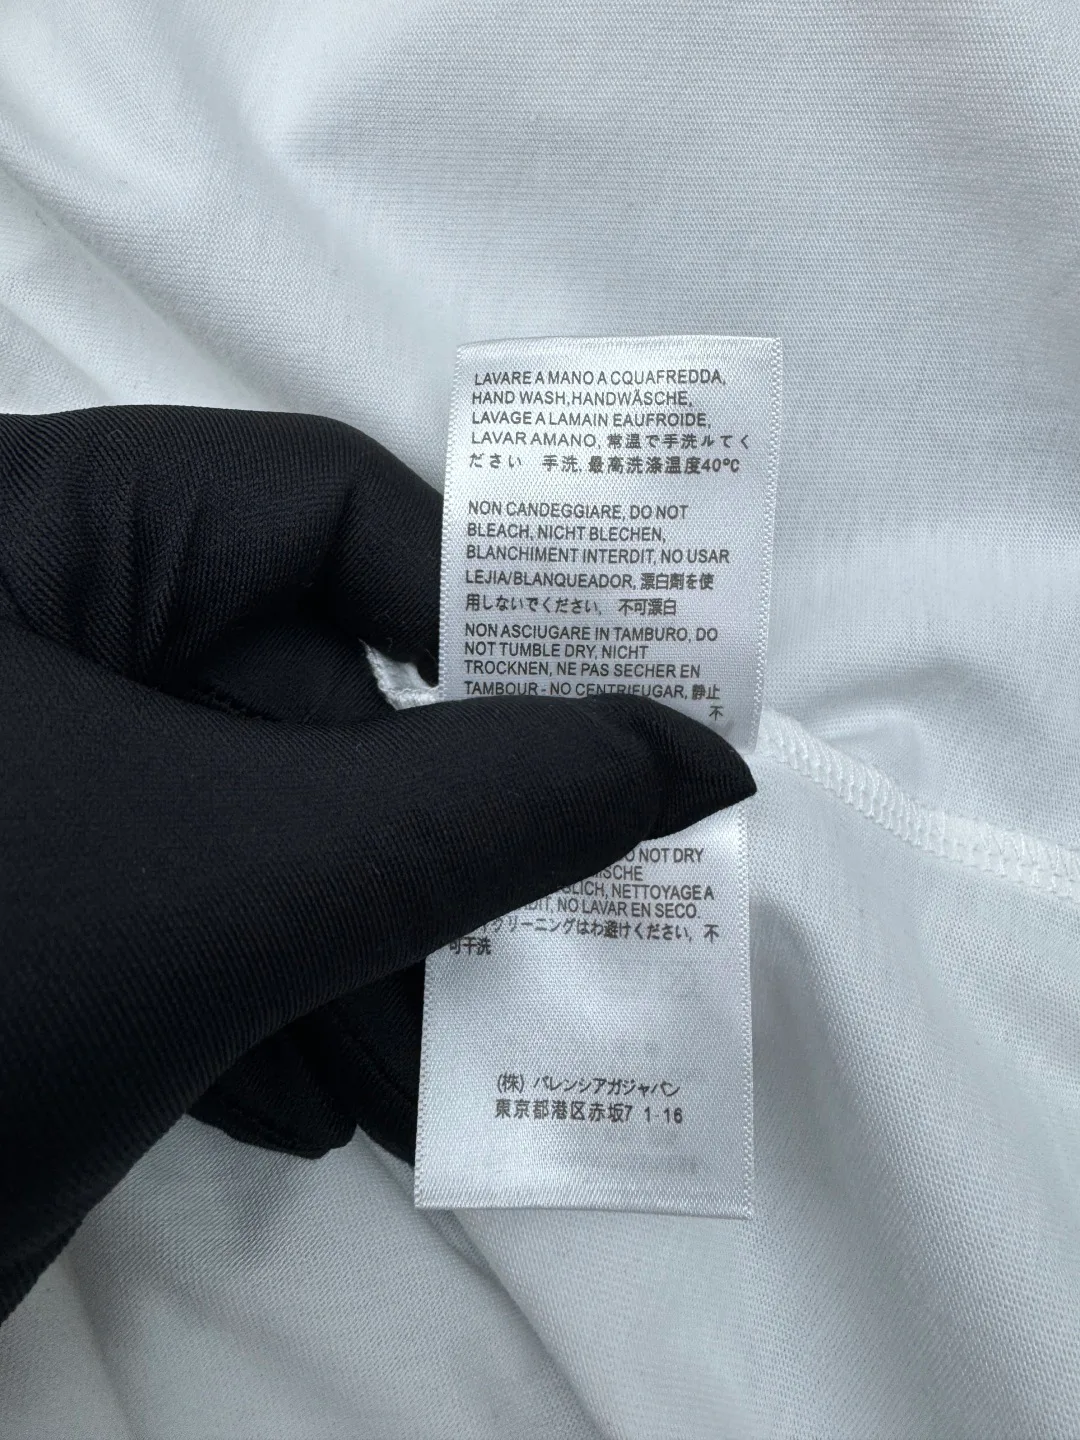 LAVARE A MANO A CQUAFREDDA,
HAND WASH,HANDWÄSCHE,
LAVAGE A LAMAIN EAUFROIDE,
LAVAR AMANO, 常温で手洗ルてく
ださい 手洗, 最高洗涤温度40°C
NON CANDEGGIARE, DO NOT
BLEACH, NICHT BLECHEN,
BLANCHIMENT INTERDIT, NO USAR
LEJIA/BLANQUEADOR, 漂白劑を使
用しないでください, 不可漂白
NON ASCIUGARE IN TAMBURO, DO
NOT TUMBLE DRY, NICHT
TROCKNEN, NE PAS SECHER EN
TAMBOUR - NO CENTRIFUGAR, 静止
不
DO NOT DRY
NETTOYAGE A
NO LAVAR EN SECO.
クリーニングはわ避けください, 不
可干洗
(株) バレンシアガジャパン
東京都港区赤坂7 1 16